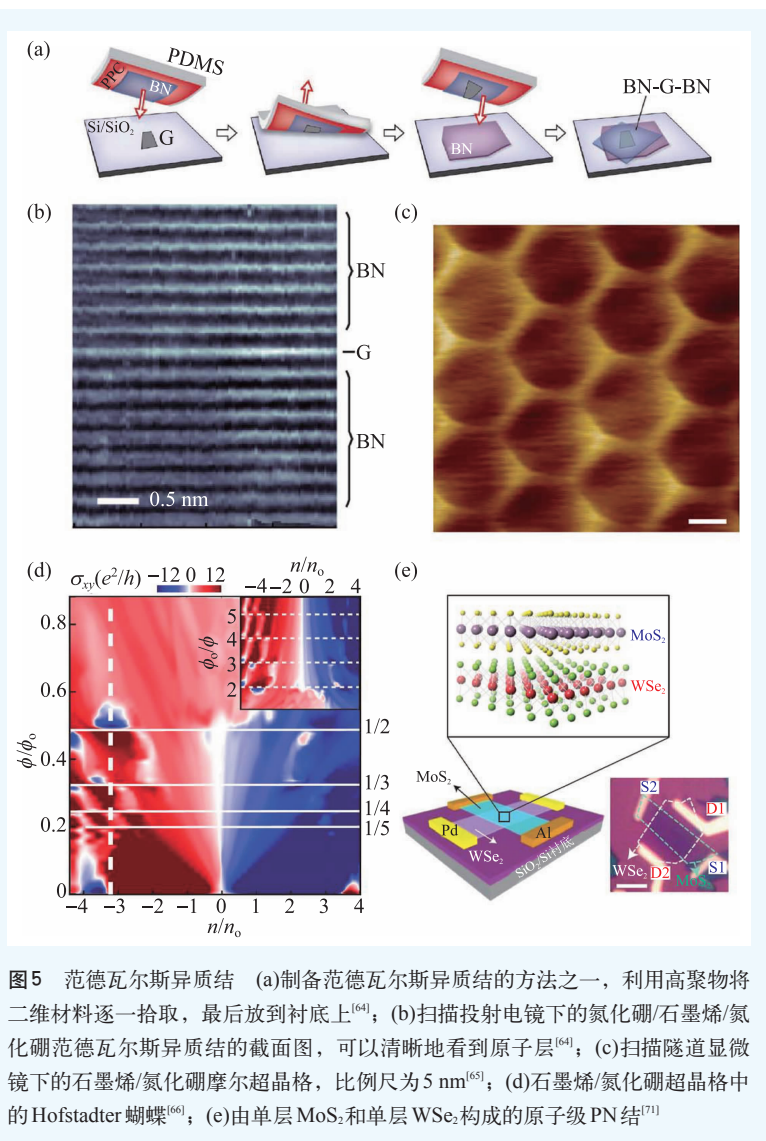 (a)
PDMS
PPC
BN
Si/SiO₂
G
BN
BN-G-BN
(b)
BN
G
BN
0.5 nm
(c)
(d)
σxy(e²/h) −12 0 12
n/nₒ
−4 −2 0 2 4
ϕₒ/ϕ
5
4
3
2
0.8
0.6
0.4
0.2
0
ϕ/ϕₒ
1/2
1/3
1/4
1/5
−4 −3 −2 −1 0 1 2 3 4
n/nₒ
(e)
MoS₂
WSe₂
MoS₂
Pd
WSe₂
Al
SiO₂/Si衬底
S2
D1
WSe₂
D2
S1
MoS₂
图5 范德瓦尔斯异质结 (a)制备范德瓦尔斯异质结的方法之一，利用高聚物将
二维材料逐一拾取，最后放到衬底上[64]；(b)扫描投射电镜下的氮化硼/石墨烯/氮
化硼范德瓦尔斯异质结的截面图，可以清晰地看到原子层[64]；(c)扫描隧道显微
镜下的石墨烯/氮化硼摩尔超晶格，比例尺为5 nm[65]；(d)石墨烯/氮化硼超晶格中
的Hofstadter蝴蝶[66]；(e)由单层MoS₂和单层WSe₂构成的原子级PN结[71]